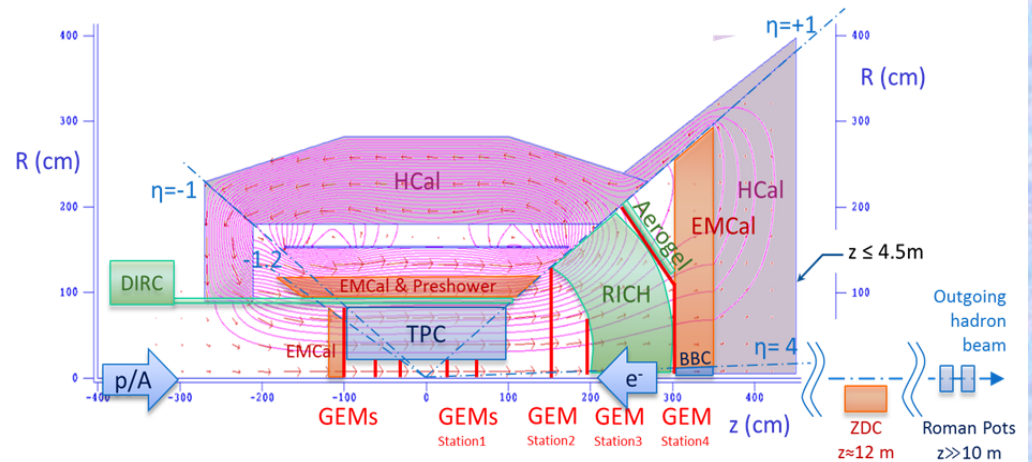 400
300
200
100
0
R (cm)
η=-1
-1.2
HCal
EMCal & Preshower
DIRC
TPC
EMCal
p/A
e-
η=+1
400
R (cm)
300
200
100
HCal
EMCal
Aerogel
RICH
BBC
z ≤ 4.5m
η= 4
Outgoing
hadron
beam
-400
-300
-200
-100
0
100
200
300
400
z (cm)
GEMs
GEMs
Station1
GEM
Station2
GEM
Station3
GEM
Station4
ZDC
z≈12 m
Roman Pots
z≫10 m